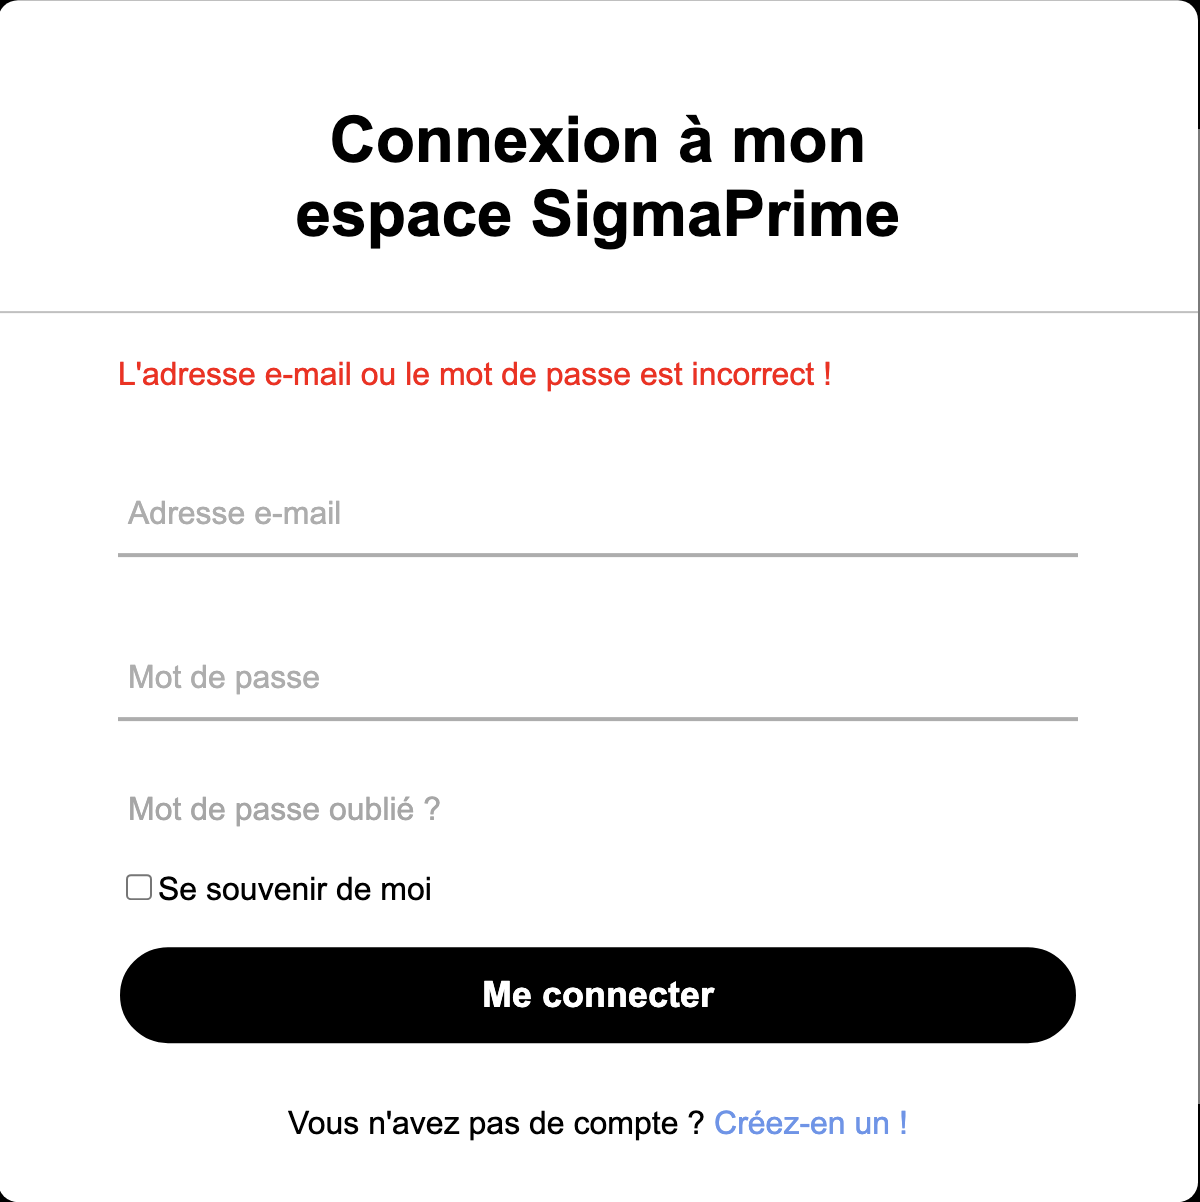 Connexion à mon
espace SigmaPrime
L'adresse e-mail ou le mot de passe est incorrect !
Adresse e-mail
Mot de passe
Mot de passe oublié ?
Se souvenir de moi
Me connecter
Vous n'avez pas de compte ? Créez-en un !